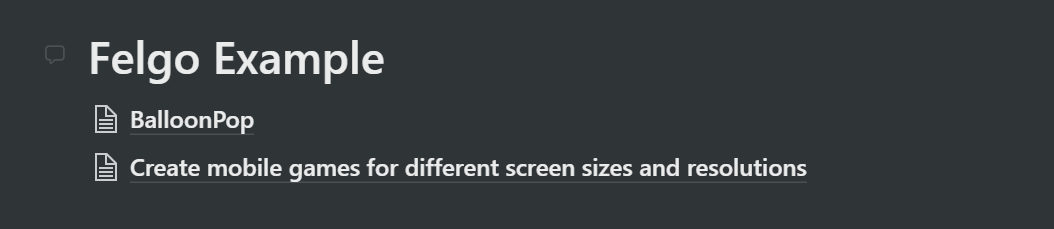 Felgo Example
BalloonPop
Create mobile games for different screen sizes and resolutions